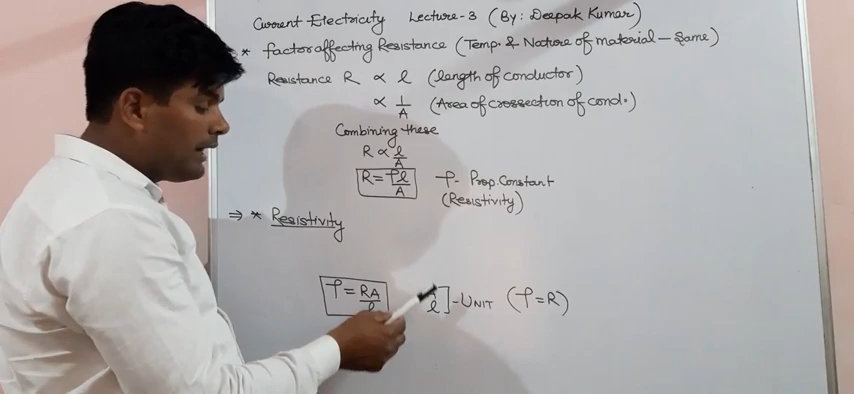 Current Electricity Lecture-3 (By: Deepak Kumar)
* factors affecting Resistance (Temp. & Nature of material - Same)
Resistance R ∝ l (length of conductor)
∝ 1/A (Area of crossection of cond.)
Combining these
R ∝ l/A
R = ρl/A ρ- Prop Constant
(Resistivity)
⇒ * Resistivity
ρ = RA/l l] - UNIT (ρ=R)